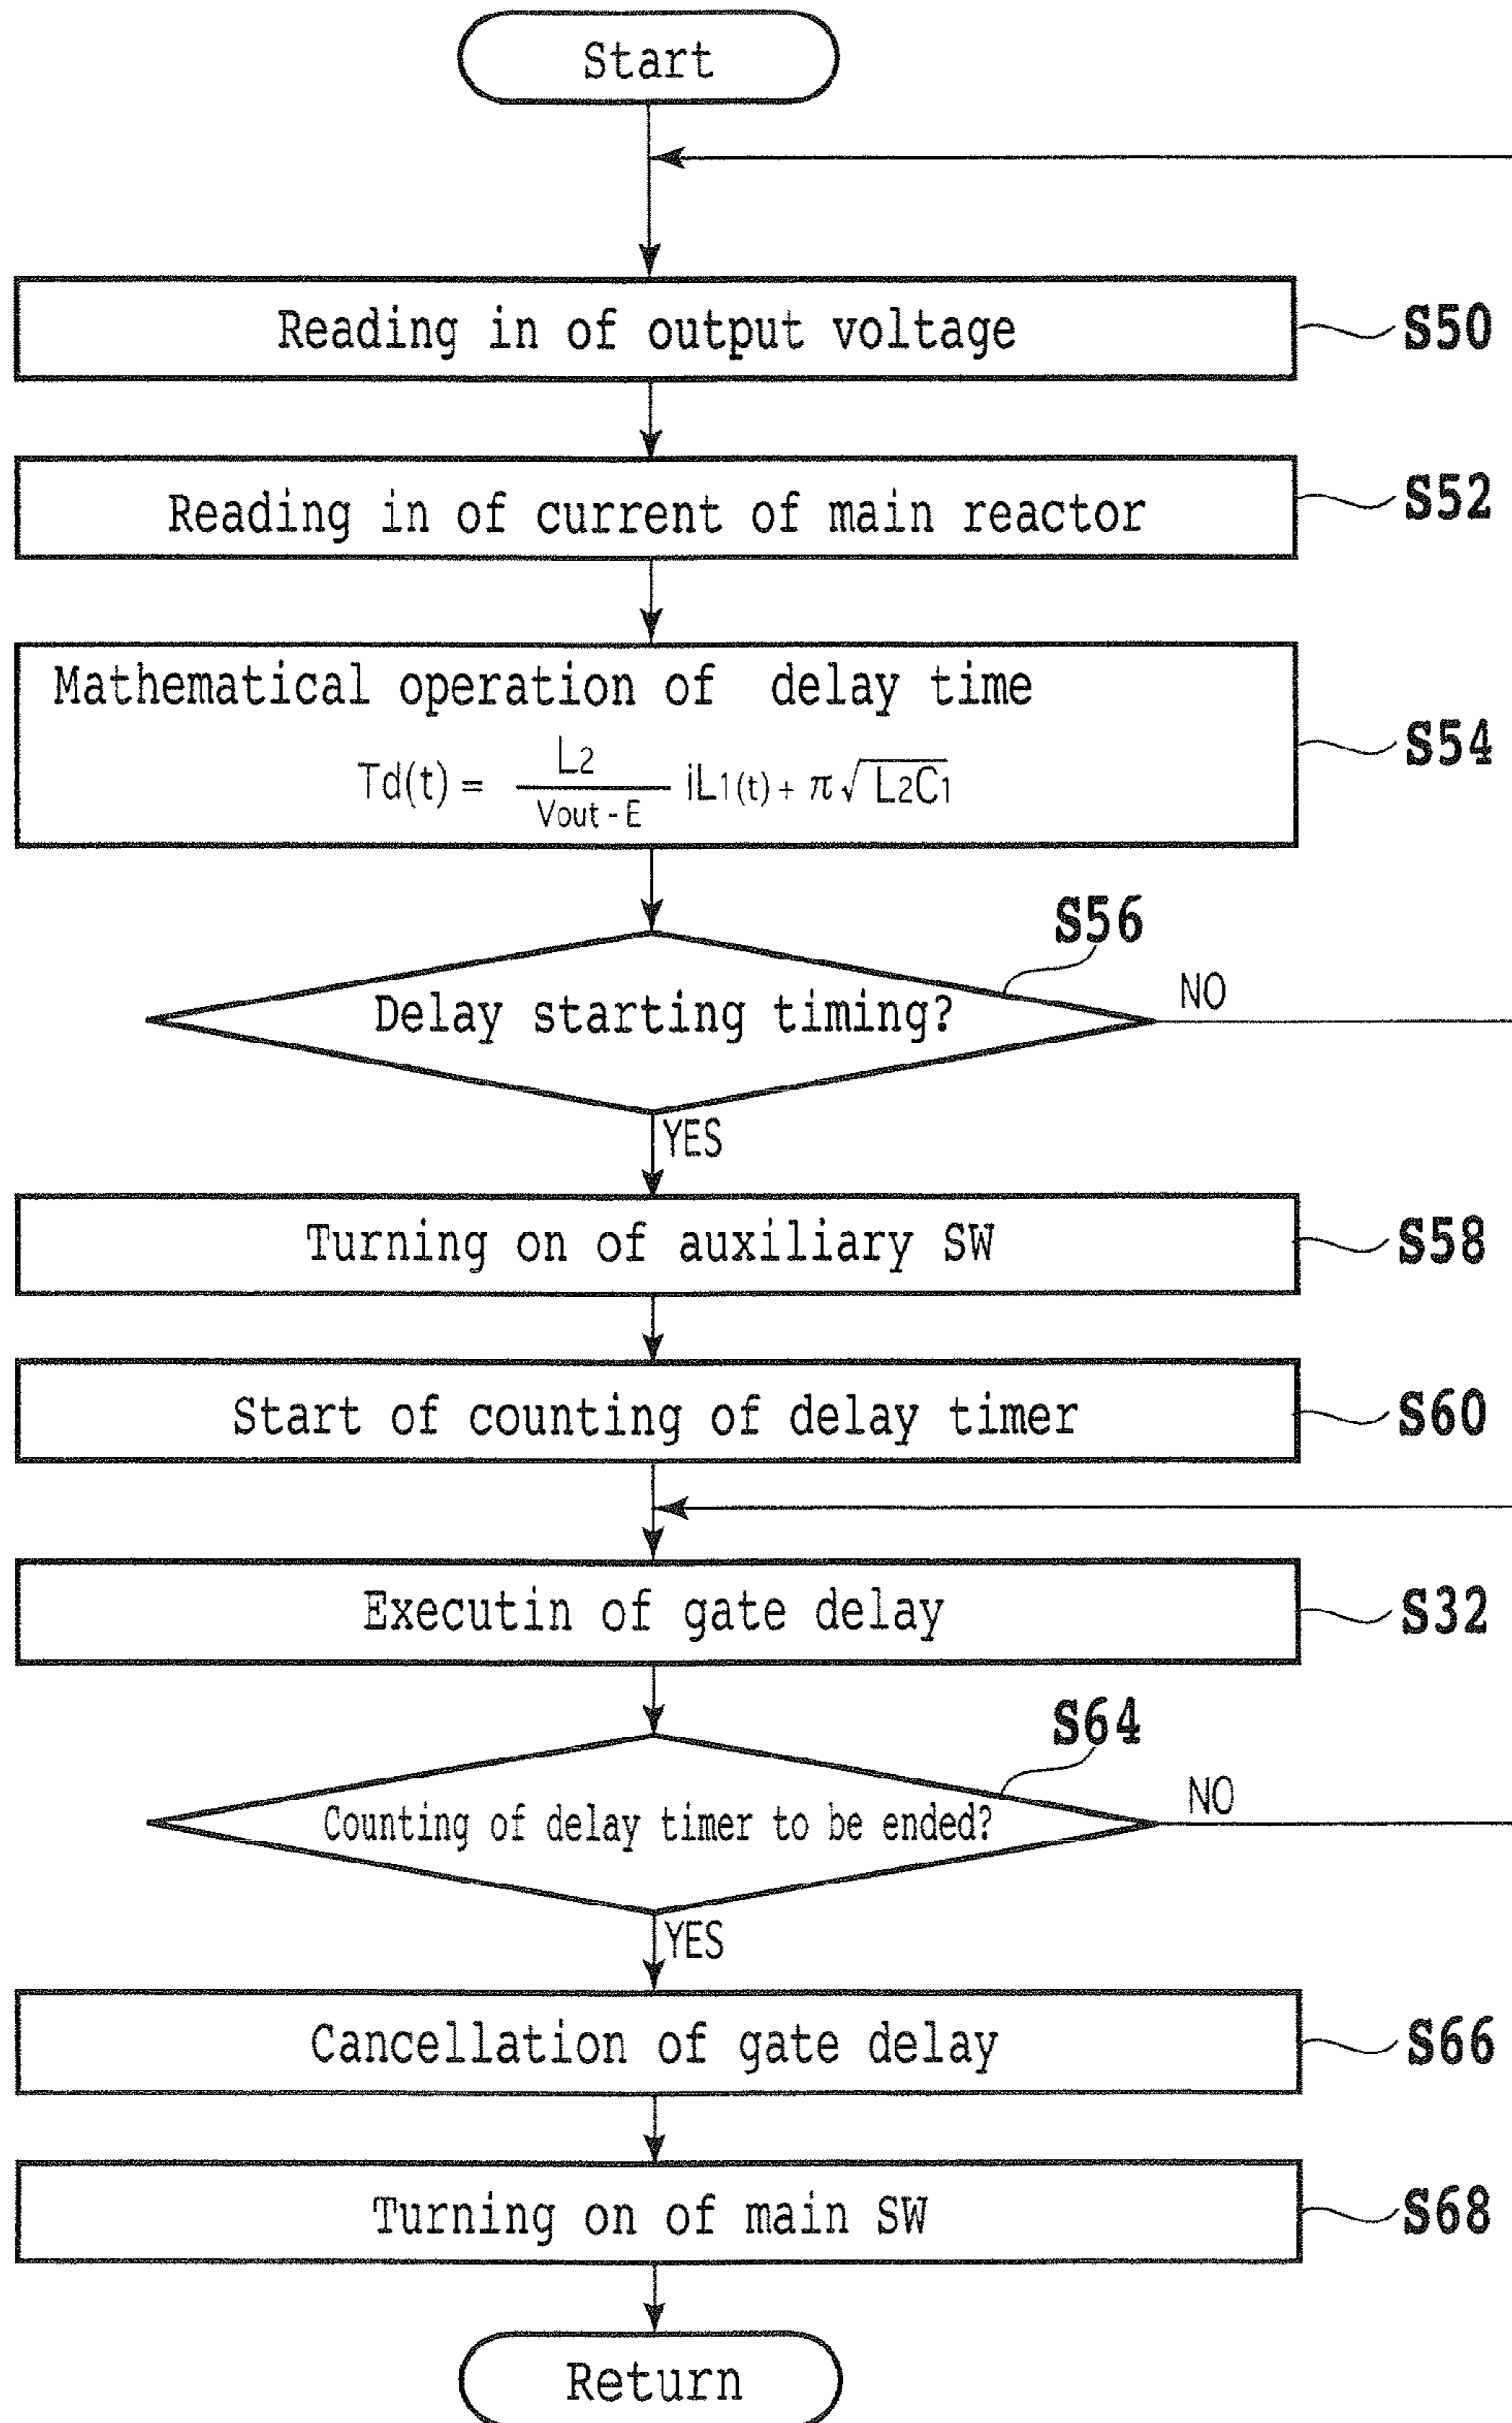 Start
Reading in of output voltage
S50
Reading in of current of main reactor
S52
Mathematical operation of delay time
Td(t) = L2 / Vout - E iL1(t) + π√L2C1
S54
S56
Delay starting timing?
NO
YES
Turning on of auxiliary SW
S58
Start of counting of delay timer
S60
Executin of gate delay
S32
S64
Counting of delay timer to be ended?
NO
YES
Cancellation of gate delay
S66
Turning on of main SW
S68
Return